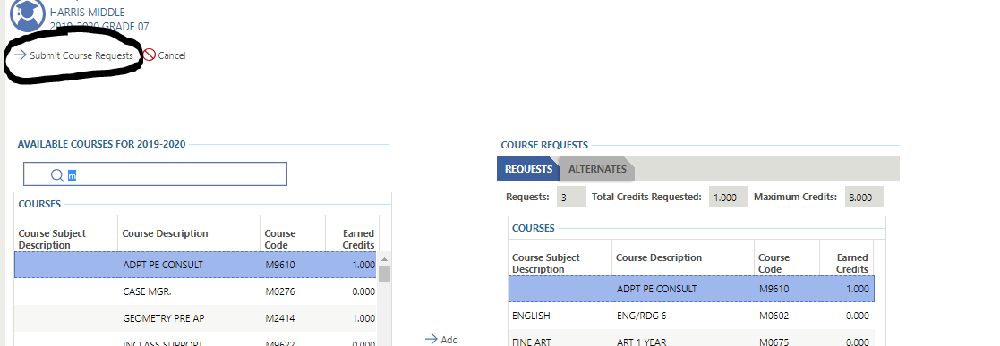 HARRIS MIDDLE
2019-2020 GRADE 07
Submit Course Requests Cancel
AVAILABLE COURSES FOR 2019-2020
m
COURSES
Course Subject Description Course Description Course Code Earned Credits
ADPT PE CONSULT M9610 1.000
CASE MGR. M0276 0.000
GEOMETRY PRE AP M2414 1.000
INCLASS SUPPORT M9622 0.000
Add
COURSE REQUESTS
REQUESTS ALTERNATES
Requests: 3 Total Credits Requested: 1.000 Maximum Credits: 8.000
COURSES
Course Subject Description Course Description Course Code Earned Credits
ADPT PE CONSULT M9610 1.000
ENGLISH ENG/RDG 6 M0602 0.000
FINE ART ART 1 YEAR M0675 0.000